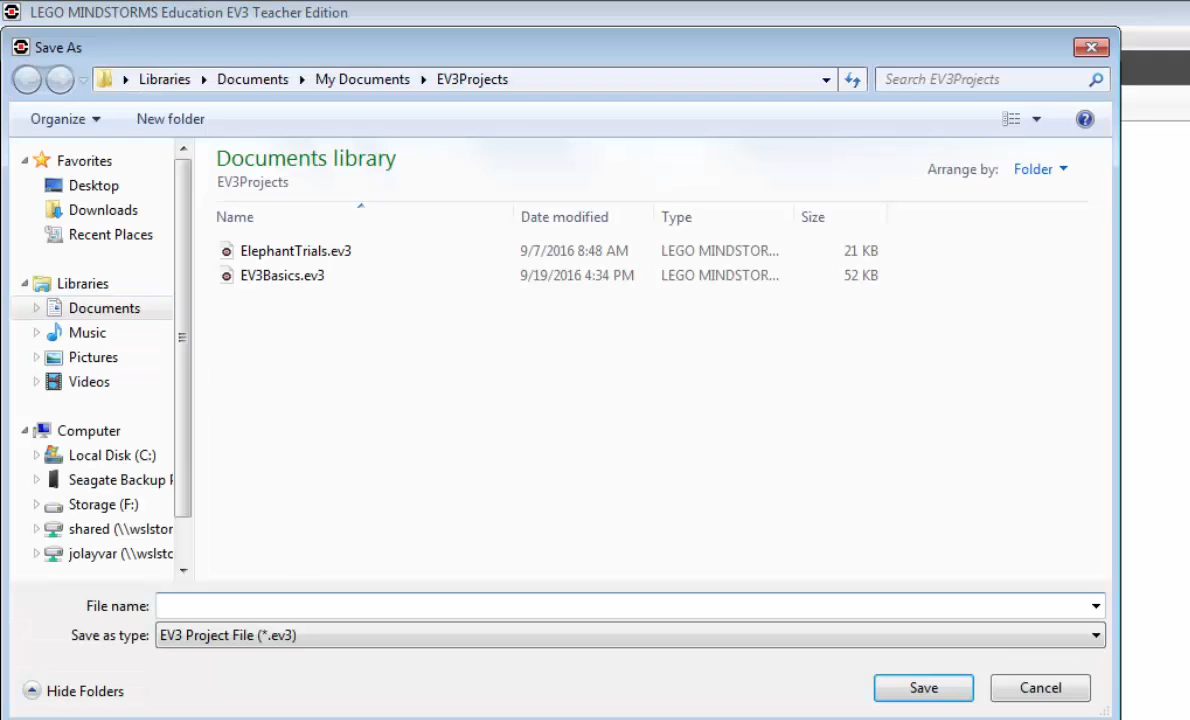 LEGO MINDSTORMS Education EV3 Teacher Edition
Save As
Libraries Documents My Documents EV3Projects Search EV3Projects
Organize New folder
Favorites
Desktop
Downloads
Recent Places
Libraries
Documents
Music
Pictures
Videos
Computer
Local Disk (C:)
Seagate Backup
Storage (F:)
shared (\\wslstor
jolayvar (\\wslstc
Documents library
EV3Projects
Arrange by: Folder
Name Date modified Type Size
ElephantTrials.ev3 9/7/2016 8:48 AM LEGO MINDSTOR... 21 KB
EV3Basics.ev3 9/19/2016 4:34 PM LEGO MINDSTOR... 52 KB
File name:
Save as type: EV3 Project File (*.ev3)
Hide Folders Save Cancel